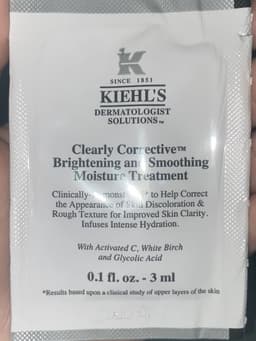 K
SINCE 1851
KIEHL'S
DERMATOLOGIST
SOLUTIONS™
Clearly Corrective™
Brightening and Smoothing
Moisture Treatment
Clinically- to Help Correct
the Appearance of Skin Discoloration &
Rough Texture for Improved Skin Clarity.
Infuses Intense Hydration.
With Activated C, White Birch
and Glycolic Acid
0.1 fl. oz. - 3 ml
*Results based upon a clinical study of upper layers of the skin